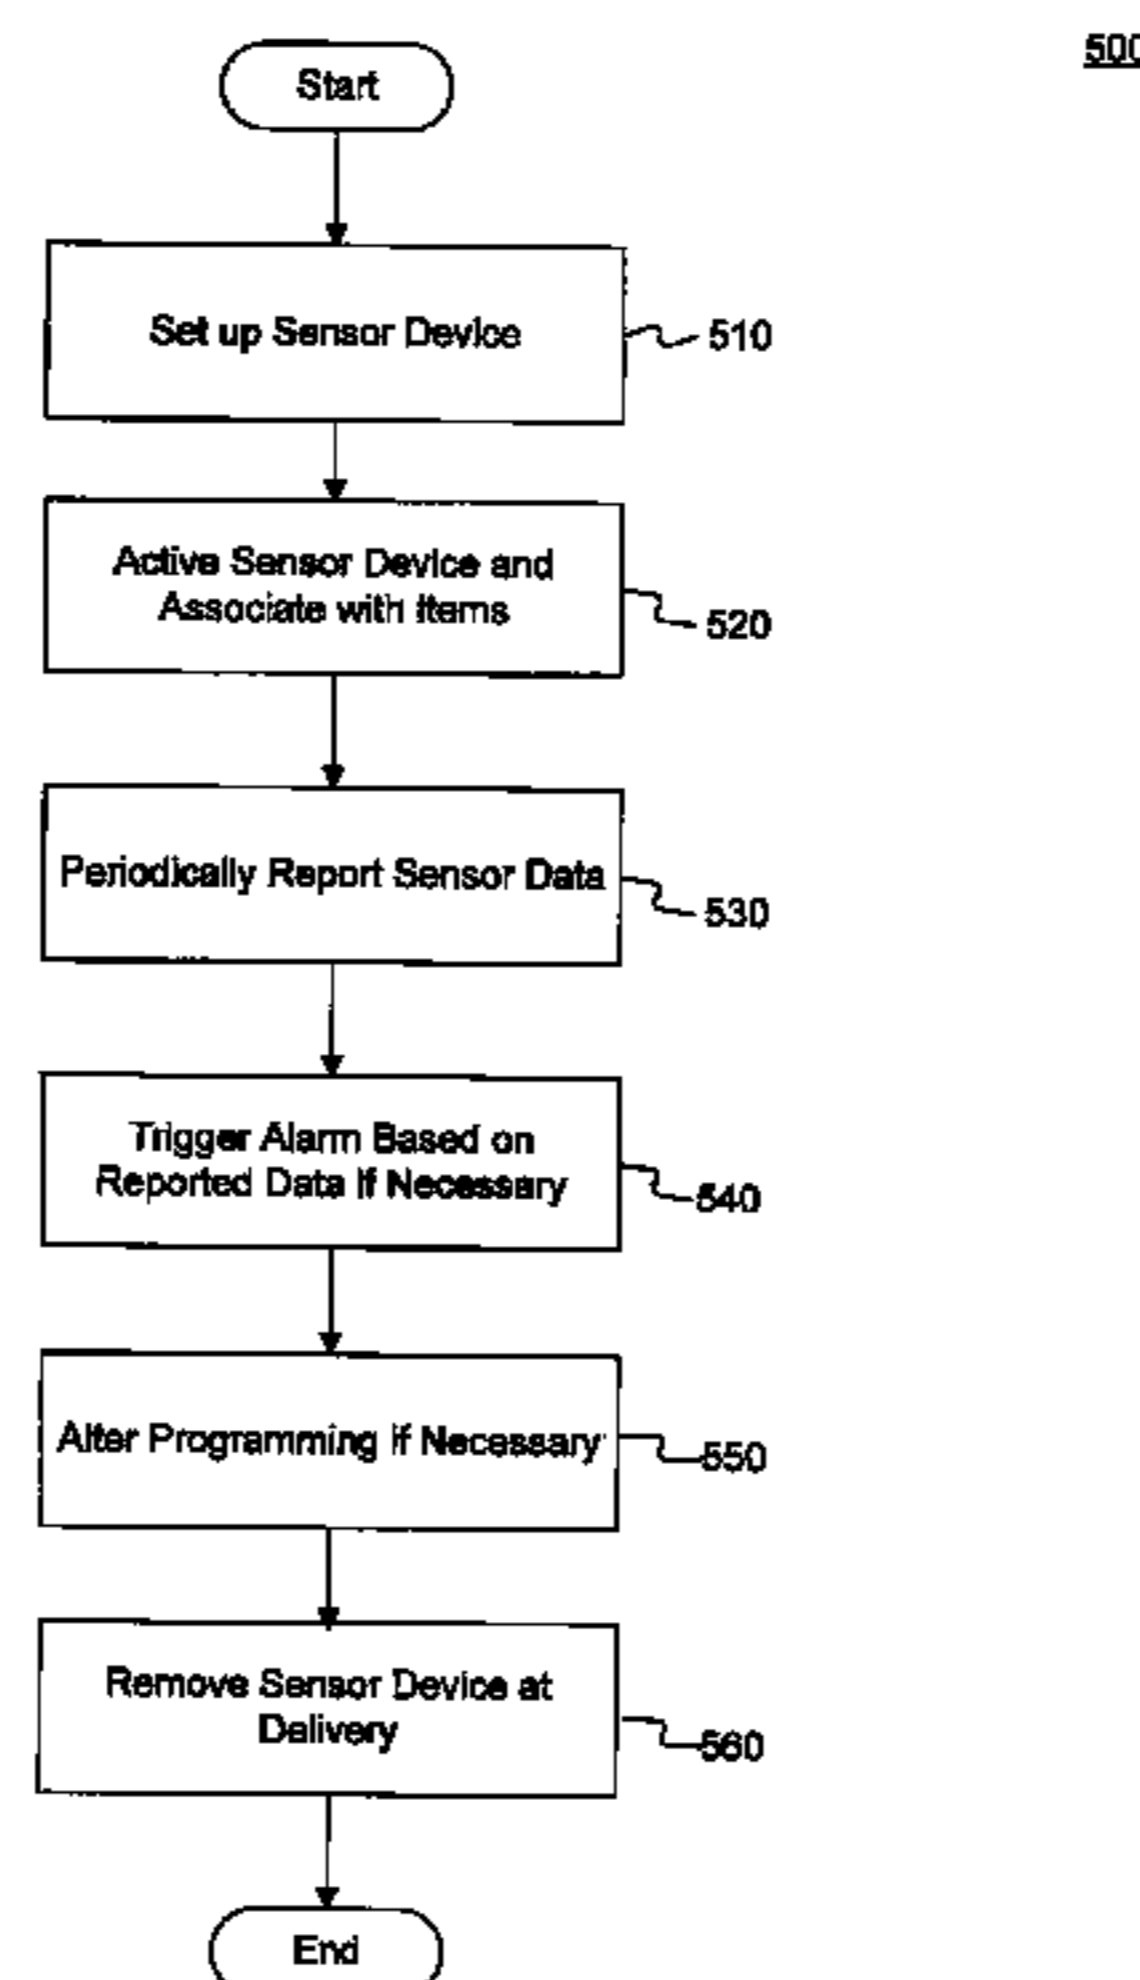 500
Start
Set up Sensor Device
510
Active Sensor Device and
Associate with Items
520
Periodically Report Sensor Data
530
Trigger Alarm Based on
Reported Data If Necessary
540
Alter Programming If Necessary
550
Remove Sensor Device at
Delivery
560
End